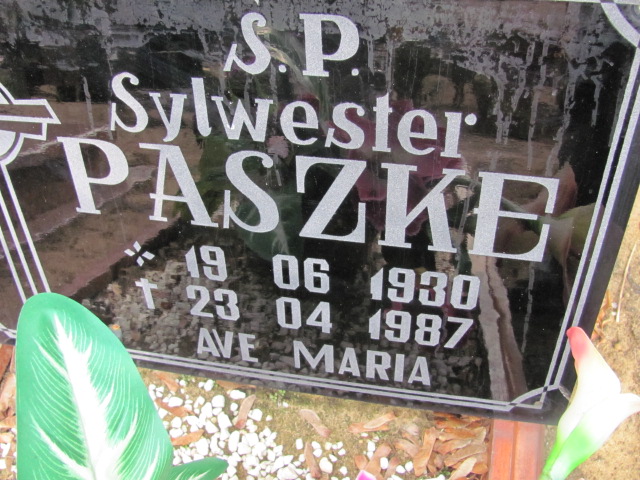 Ś.P.
Sylwester
PASZKE
* 19 06 1930
† 23 04 1987
AVE MARIA